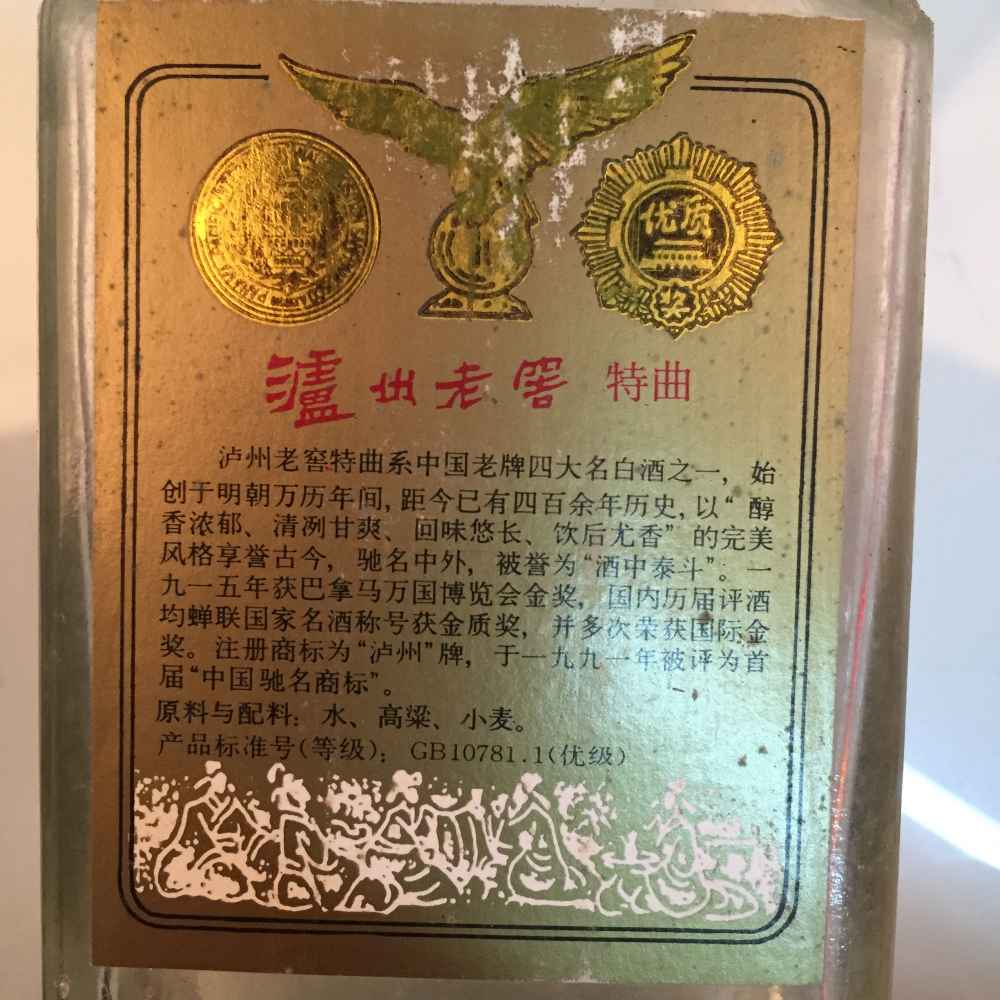 优质
奖
泸州老窖 特曲
泸州老窖特曲系中国老牌四大名白酒之一，始
创于明朝万历年间，距今已有四百余年历史，以“醇
香浓郁、清冽甘爽、回味悠长、饮后尤香”的完美
风格享誉古今，驰名中外，被誉为“酒中泰斗”。一
九一五年获巴拿马万国博览会金奖，国内历届评酒
均蝉联国家名酒称号获金质奖，并多次荣获国际金
奖。注册商标为“泸州”牌，于一九九一年被评为首
届“中国驰名商标”。
原料与配料：水、高粱、小麦。
产品标准号(等级)：GB10781.1(优级)